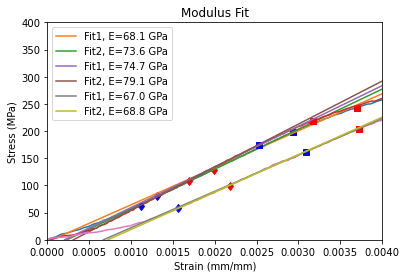 Modulus Fit
Stress (MPa)
400
350
300
250
200
150
100
50
0
Fit1, E=68.1 GPa
Fit2, E=73.6 GPa
Fit1, E=74.7 GPa
Fit2, E=79.1 GPa
Fit1, E=67.0 GPa
Fit2, E=68.8 GPa
0.0000 0.0005 0.0010 0.0015 0.0020 0.0025 0.0030 0.0035 0.0040
Strain (mm/mm)